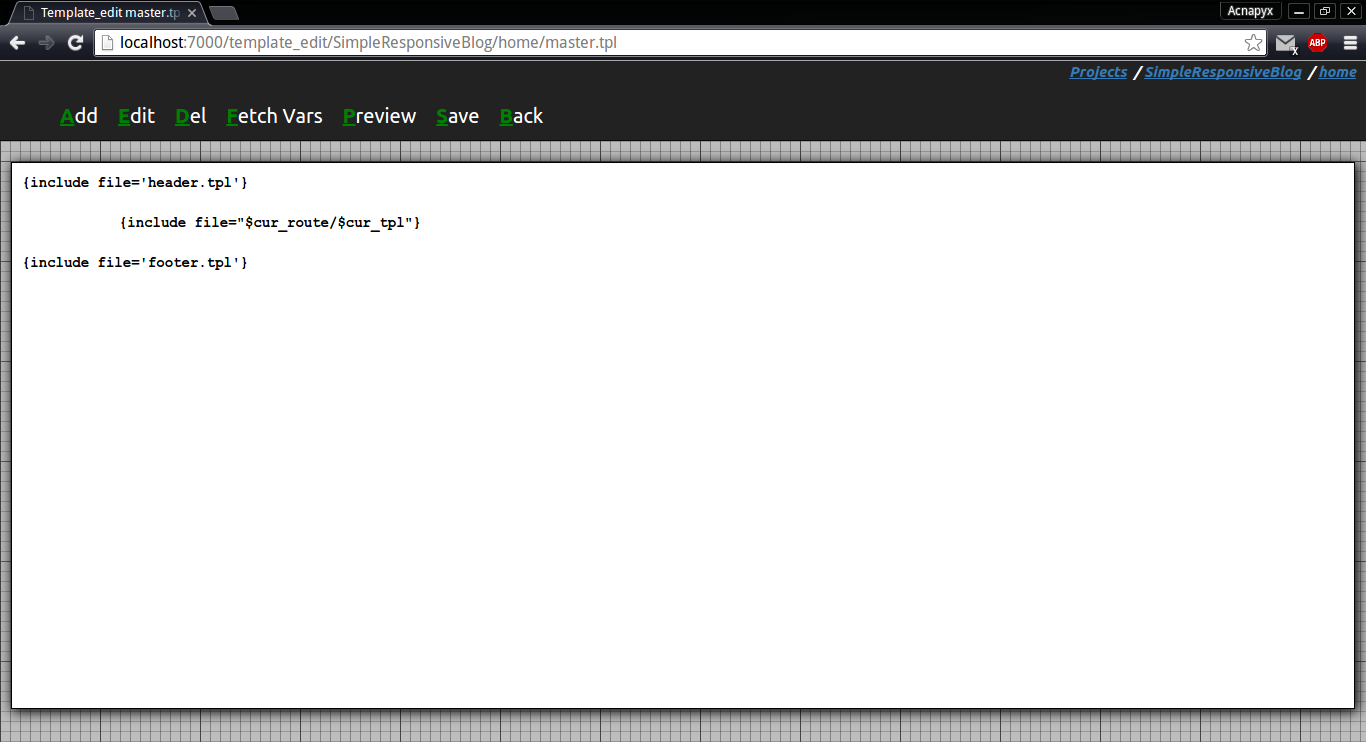 Template_edit master.tp
Acnapyx
localhost:7000/template_edit/SimpleResponsiveBlog/home/master.tpl
ABP
x
Projects / SimpleResponsiveBlog / home
Add Edit Del Fetch Vars Preview Save Back
{include file='header.tpl'}
{include file="$cur_route/$cur_tpl"}
{include file='footer.tpl'}